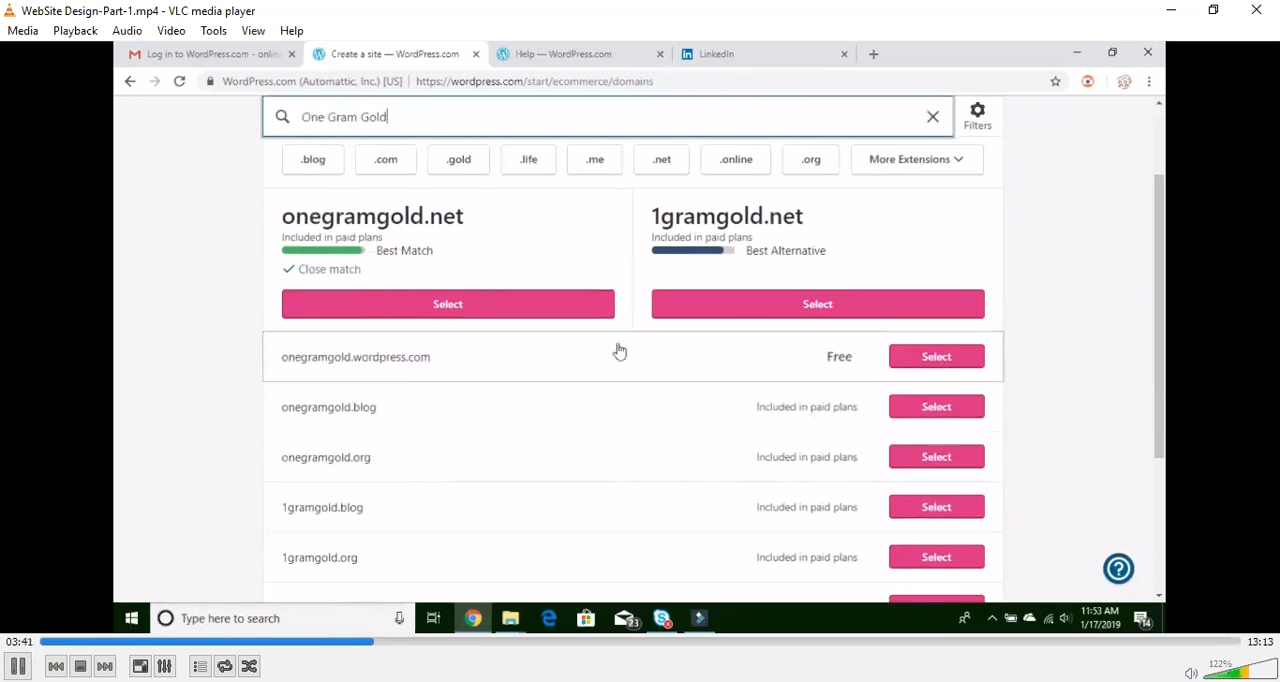 WebSite Design-Part-1.mp4 - VLC media player
Media Playback Audio Video View Tools Help
Log in to WordPress.com - onlin
Create a site — WordPress.com
Help — WordPress.com
LinkedIn
WordPress.com (Automattic, Inc.) [US] | https://wordpress.com/start/ecommerce/domains
One Gram Gold
Filters
.blog .com .gold .life .me .net .online .org More Extensions
onegramgold.net
Included in paid plans
Best Match
Close match
Select
1gramgold.net
Included in paid plans
Best Alternative
Select
onegramgold.wordpress.com Free Select
onegramgold.blog Included in paid plans Select
onegramgold.org Included in paid plans Select
1gramgold.blog Included in paid plans Select
1gramgold.org Included in paid plans Select
Type here to search
23
11:53 AM
1/17/2019
14
03:41
13:13
122%